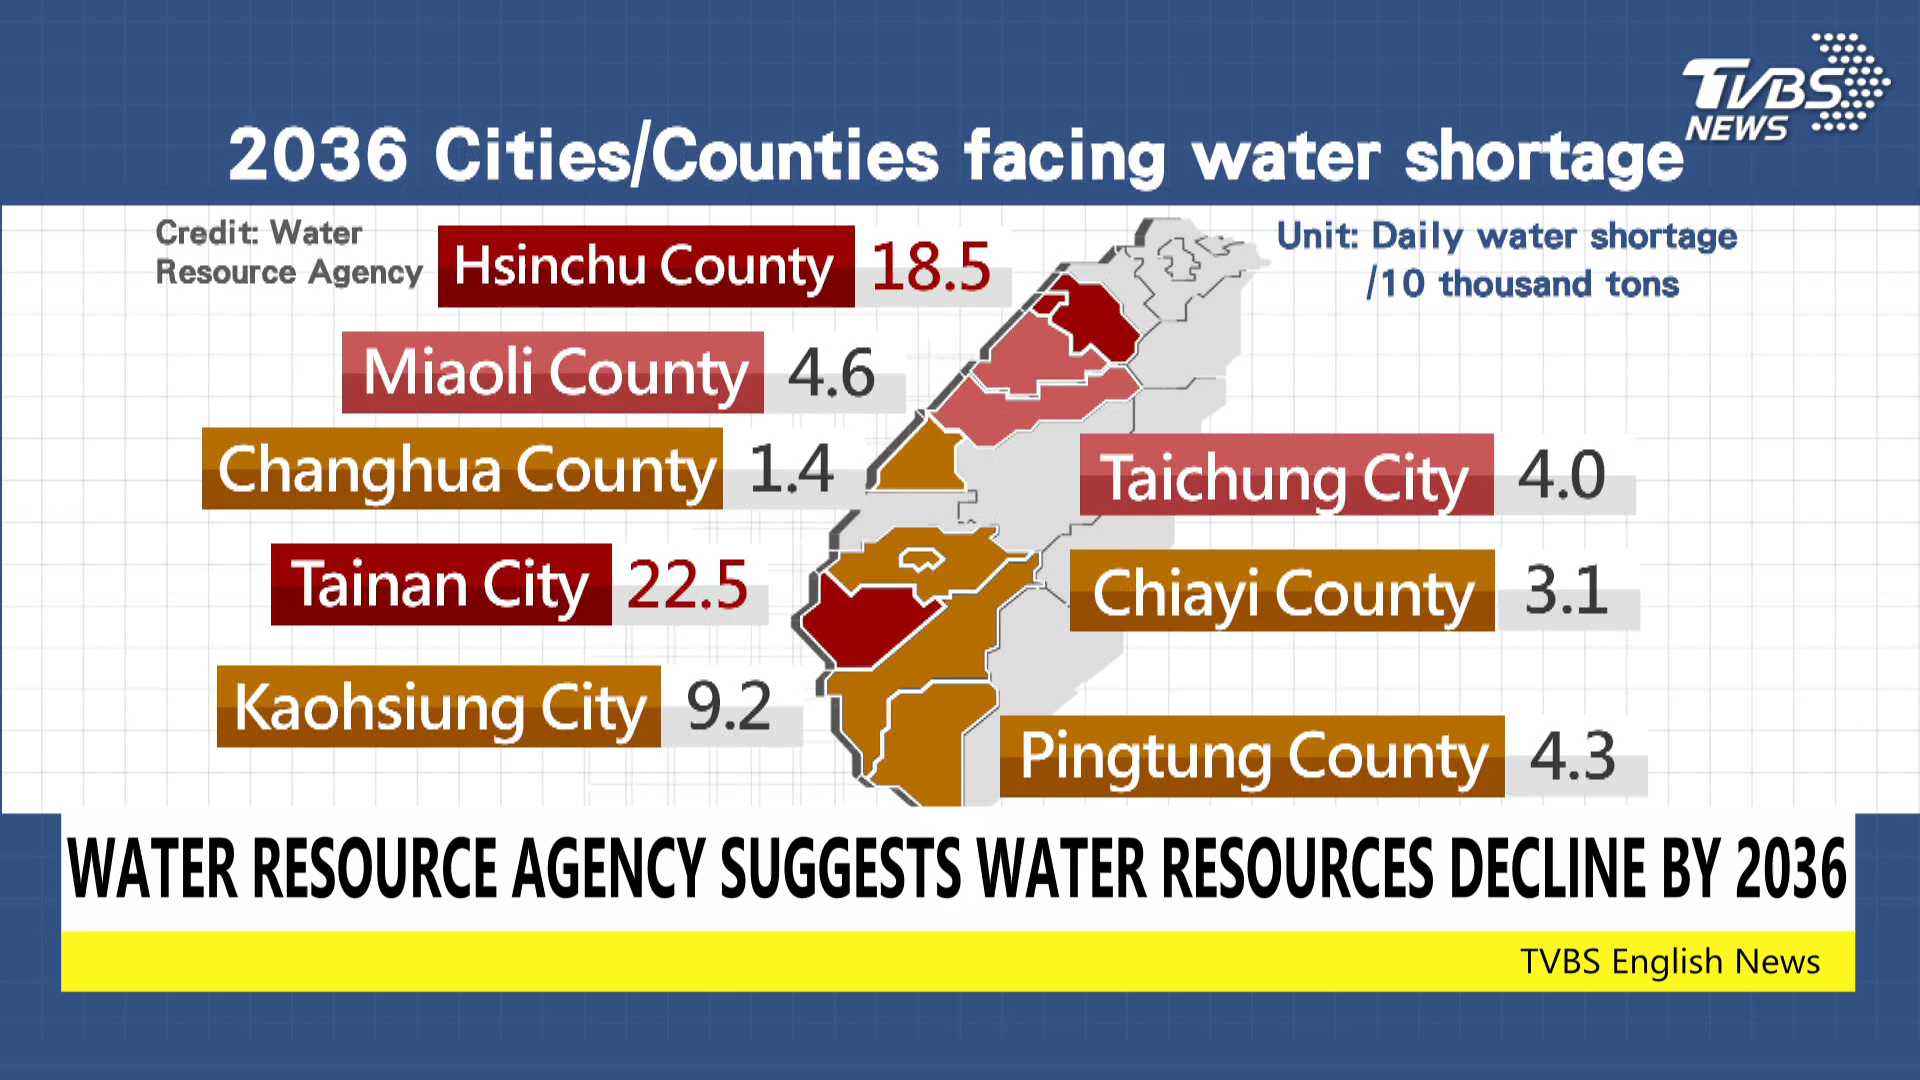 TVBS
NEWS
2036 Cities/Counties facing water shortage
Credit: Water
Resource Agency
Unit: Daily water shortage
/10 thousand tons
Hsinchu County 18.5
Miaoli County 4.6
Changhua County 1.4
Taichung City 4.0
Tainan City 22.5
Chiayi County 3.1
Kaohsiung City 9.2
Pingtung County 4.3
WATER RESOURCE AGENCY SUGGESTS WATER RESOURCES DECLINE BY 2036
TVBS English News